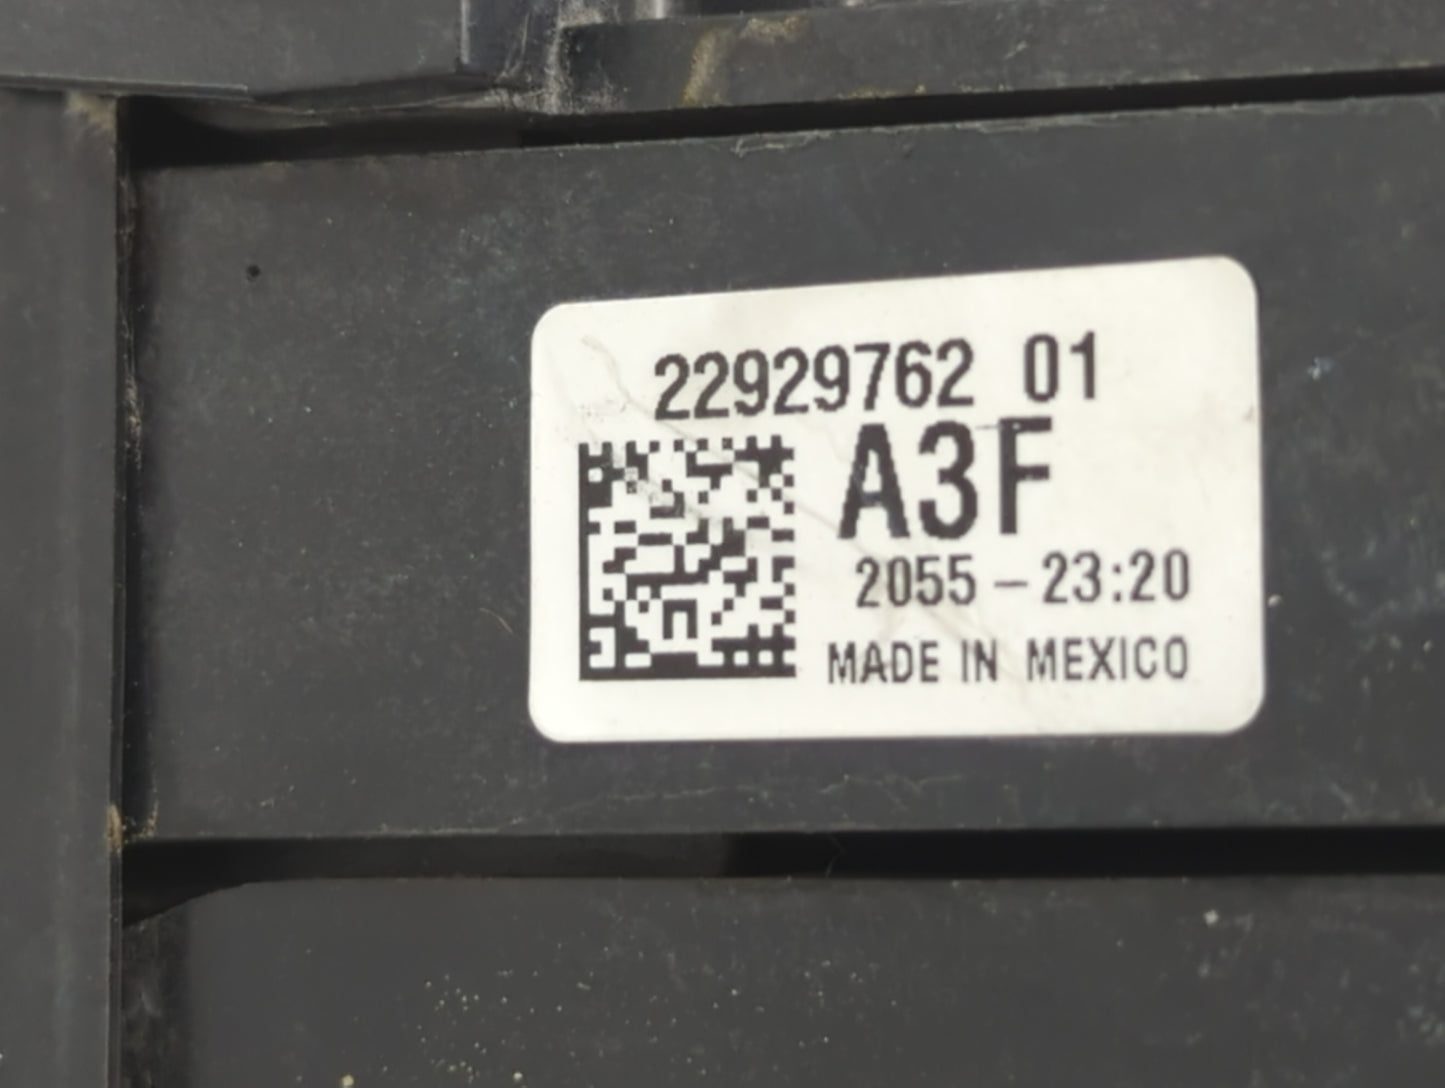 22929762 01
A3F
2055 - 23:20
MADE IN MEXICO